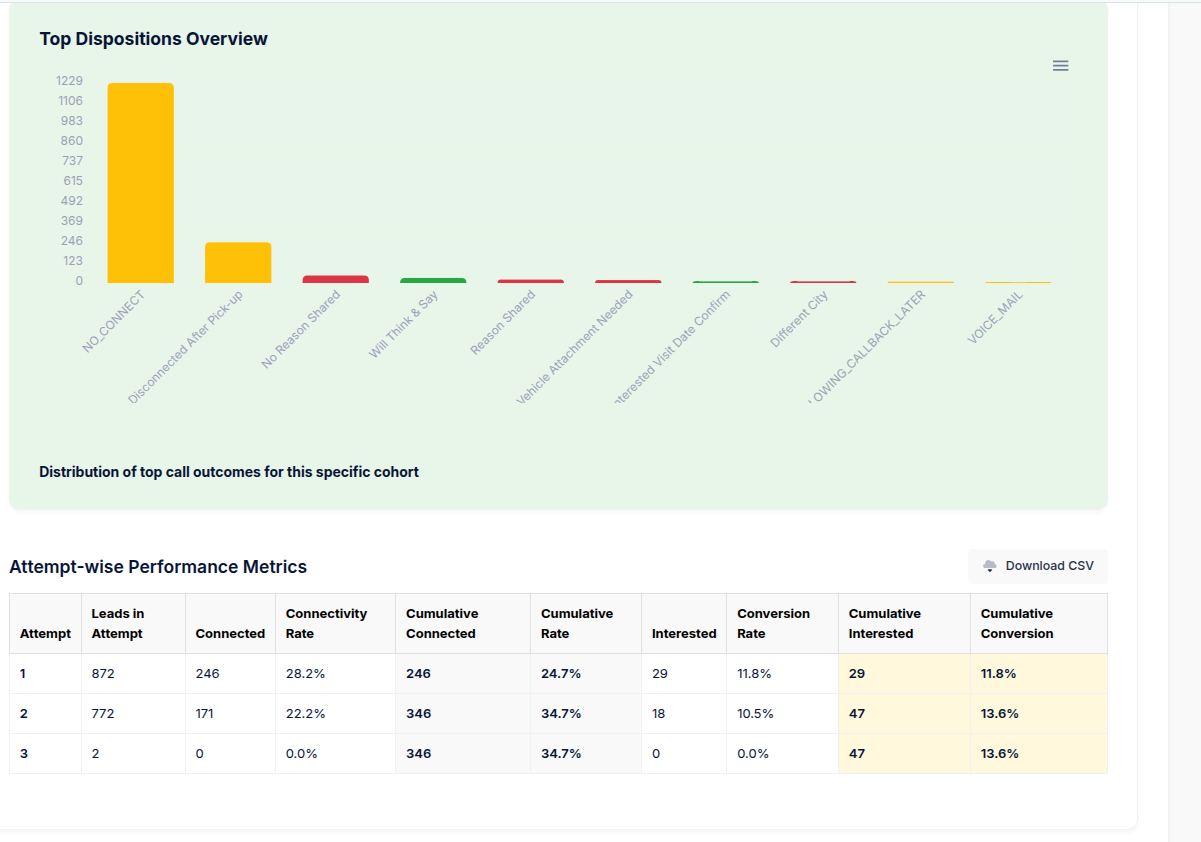 Top Dispositions Overview
1229
1106
983
860
737
615
492
369
246
123
0
NO_CONNECT
Disconnected After Pick-up
No Reason Shared
Will Think & Say
Reason Shared
Vehicle Attachment Needed
nterested Visit Date Confirm
Different City
LOWING_CALLBACK_LATER
VOICE_MAIL
Distribution of top call outcomes for this specific cohort
Attempt-wise Performance Metrics
Download CSV
Attempt Leads in Attempt Connected Connectivity Rate Cumulative Connected Cumulative Rate Interested Conversion Rate Cumulative Interested Cumulative Conversion
1 872 246 28.2% 246 24.7% 29 11.8% 29 11.8%
2 772 171 22.2% 346 34.7% 18 10.5% 47 13.6%
3 2 0 0.0% 346 34.7% 0 0.0% 47 13.6%